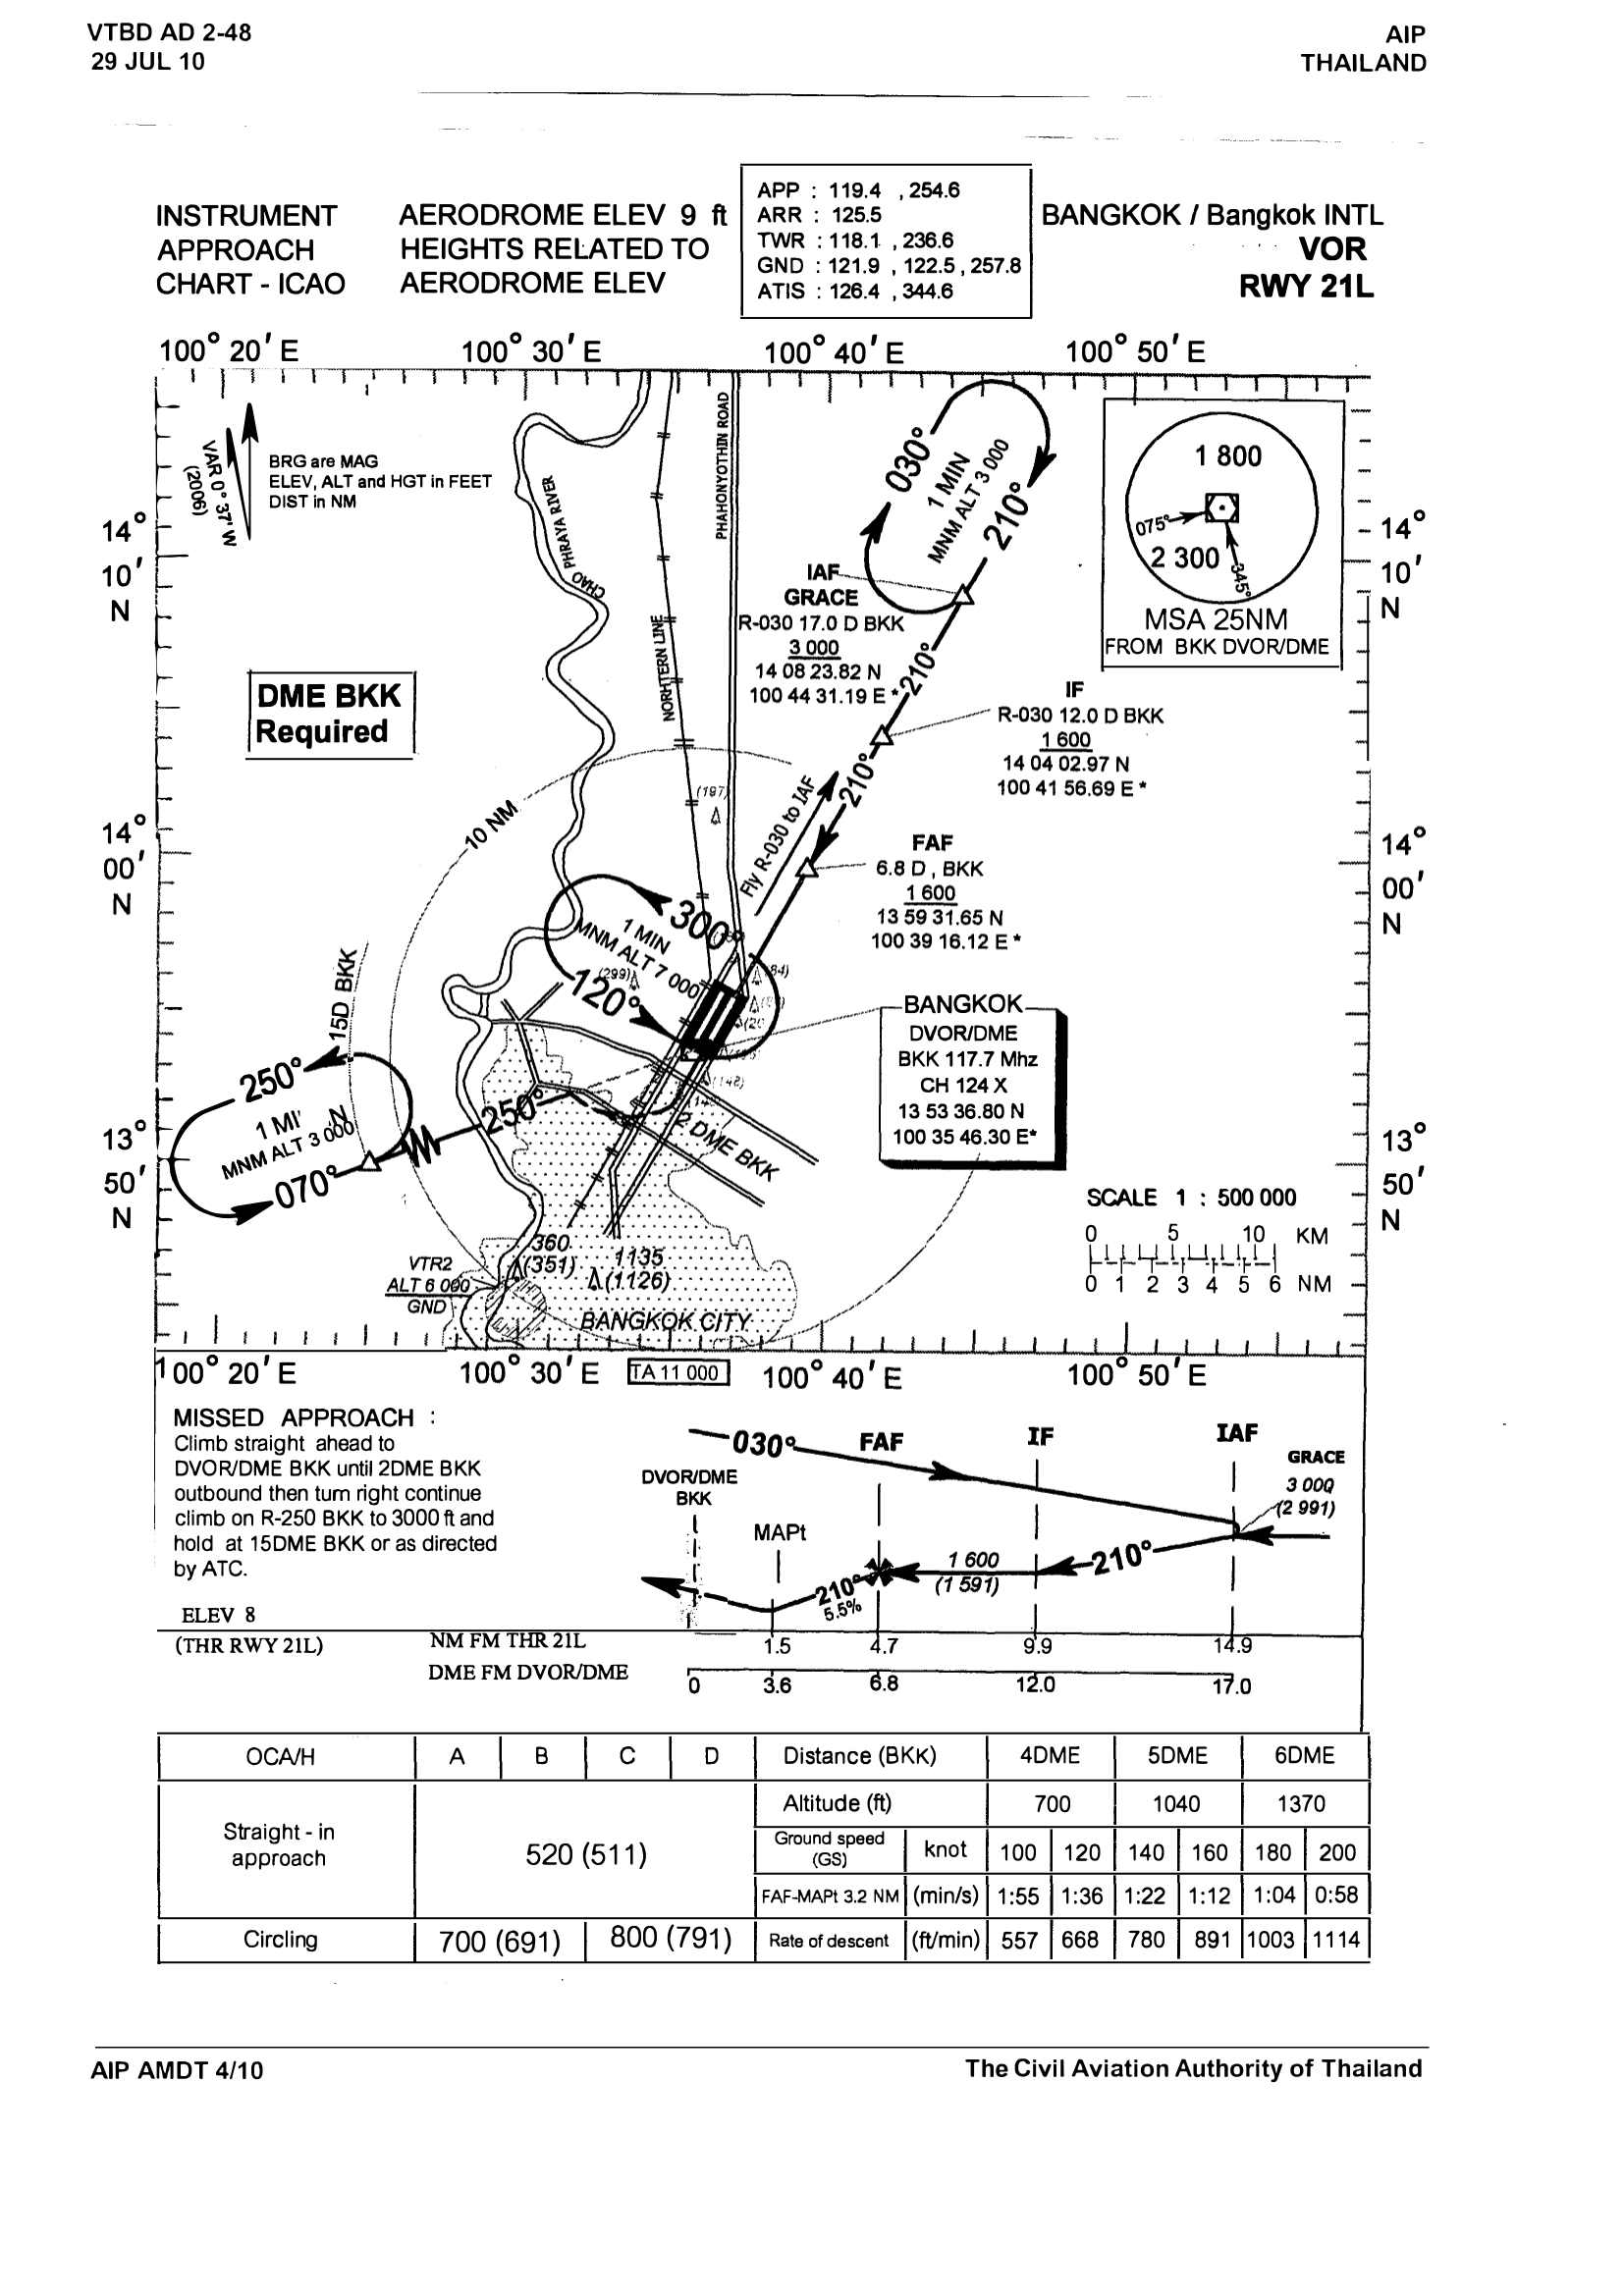 VTBD AD 2-48
29 JUL 10
AIP
THAILAND
INSTRUMENT
APPROACH
CHART - ICAO
AERODROME ELEV 9 ft
HEIGHTS RELATED TO
AERODROME ELEV
APP : 119.4 , 254.6
ARR : 125.5
TWR : 118.1 , 236.6
GND : 121.9 , 122.5 , 257.8
ATIS : 126.4 , 344.6
BANGKOK / Bangkok INTL
VOR
RWY 21L
100° 20' E
100° 30' E
100° 40' E
100° 50' E
VAR 0° 37' W
(2006)
BRG are MAG
ELEV, ALT and HGT in FEET
DIST in NM
CHAO PHRAYA RIVER
PHAHONYOTHIN ROAD
030°
1 MIN
MNM ALT 3 000
210°
1 800
075°
2 300
345°
MSA 25NM
FROM BKK DVOR/DME
14°
10'
N
14°
10'
N
IAF
GRACE
R-030 17.0 D BKK
3 000
14 08 23.82 N
100 44 31.19 E *
210°
IF
R-030 12.0 D BKK
1 600
14 04 02.97 N
100 41 56.69 E *
DME BKK
Required
210°
(197)
10 NM
Fly R-030 to IAF
14°
00'
N
14°
00'
N
FAF
6.8 D , BKK
1 600
13 59 31.65 N
100 39 16.12 E *
300°
1 MIN
MNM ALT 7 000
(299)
120°
15D BKK
BANGKOK
DVOR/DME
BKK 117.7 Mhz
CH 124 X
13 53 36.80 N
100 35 46.30 E*
250°
1 MI N
MNM ALT 3 000
070°
250°
(142)
2 DME BKK
13°
50'
N
13°
50'
N
SCALE 1 : 500 000
0 5 10 KM
0 1 2 3 4 5 6 NM
360
(351)
1135
(1126)
VTR2
ALT 6 000
GND
BANGKOK CITY
100° 20' E
100° 30' E
TA 11 000
100° 40' E
100° 50' E
MISSED APPROACH :
Climb straight ahead to
DVOR/DME BKK until 2DME BKK
outbound then turn right continue
climb on R-250 BKK to 3000 ft and
hold at 15DME BKK or as directed
by ATC.
030°
FAF
IF
IAF
GRACE
3 000
(2 991)
DVOR/DME
BKK
MAPt
210°
5.5%
1 600
(1 591)
210°
ELEV 8
(THR RWY 21L)
NM FM THR 21L
1.5 4.7 9.9 14.9
DME FM DVOR/DME
0 3.6 6.8 12.0 17.0
OCA/H A B C D Distance (BKK) 4DME 5DME 6DME
Straight - in
approach
520 (511)
Altitude (ft) 700 1040 1370
Ground speed
(GS)
knot 100 120 140 160 180 200
FAF-MAPt 3.2 NM (min/s) 1:55 1:36 1:22 1:12 1:04 0:58
Circling 700 (691) 800 (791) Rate of descent (ft/min) 557 668 780 891 1003 1114
AIP AMDT 4/10
The Civil Aviation Authority of Thailand